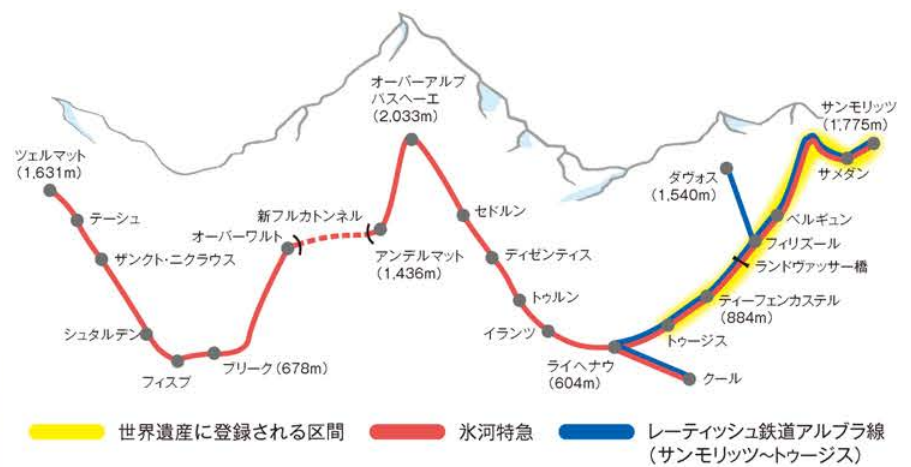 オーバーアルプ
パスヘーエ
(2,033m)
サンモリッツ
(1,775m)
ツェルマット
(1,631m)
ダヴォス
(1,540m)
サメダン
テーシュ
新フルカトンネル
セドルン
ベルギュン
オーバーワルト
フィリズール
ザンクト・ニクラウス
アンデルマット
(1,436m)
ディゼンティス
ランドヴァッサー橋
トゥルン
ティーフェンカステル
(884m)
シュタルデン
イランツ
トゥージス
フィスプ
ブリーク(678m)
ライヘナウ
(604m)
クール
世界遺産に登録される区間
氷河特急
レーティッシュ鉄道アルブラ線
(サンモリッツ~トゥージス)